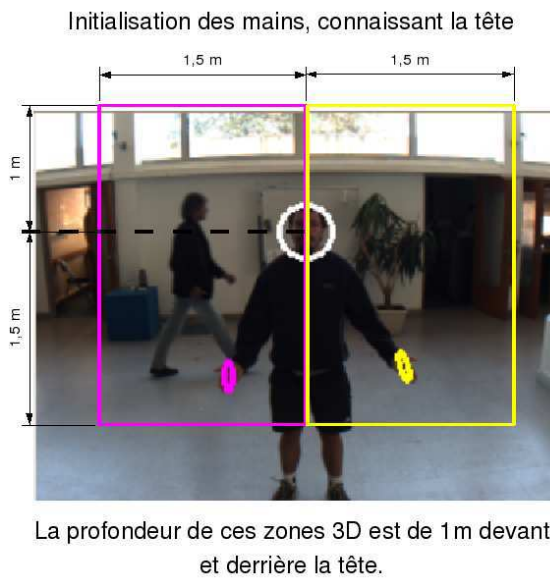 Initialisation des mains, connaissant la tête
1,5 m
1,5 m
1 m
1,5 m
La profondeur de ces zones 3D est de 1m devant
et derrière la tête.